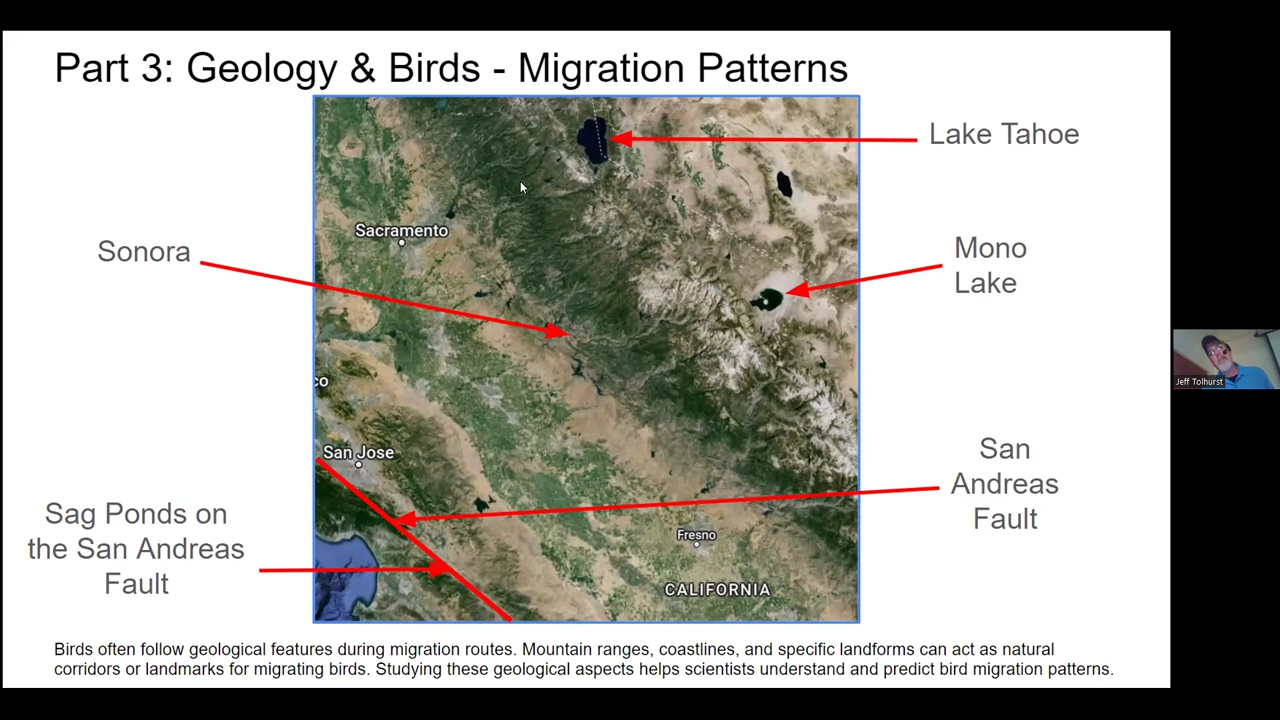 Part 3: Geology & Birds - Migration Patterns
Lake Tahoe
Sacramento
Sonora
Mono
Lake
co
San Jose
San
Andreas
Fault
Sag Ponds on
the San Andreas
Fault
Fresno
CALIFORNIA
Birds often follow geological features during migration routes. Mountain ranges, coastlines, and specific landforms can act as natural
corridors or landmarks for migrating birds. Studying these geological aspects helps scientists understand and predict bird migration patterns.
Jeff Tolhurst